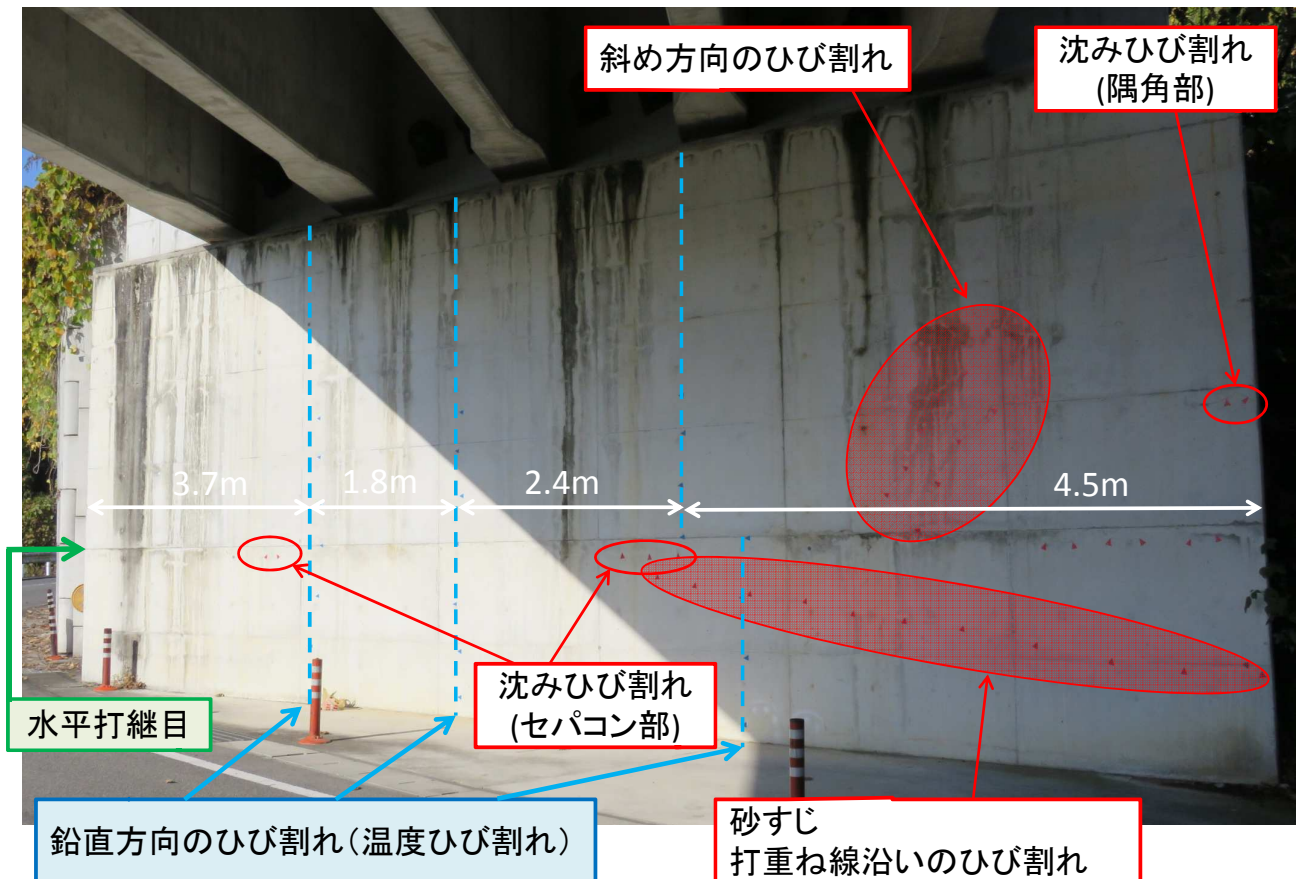 斜め方向のひび割れ
沈みひび割れ
(隅角部)
3.7m
1.8m
2.4m
4.5m
水平打継目
沈みひび割れ
(セパコン部)
鉛直方向のひび割れ(温度ひび割れ)
砂すじ
打重ね線沿いのひび割れ